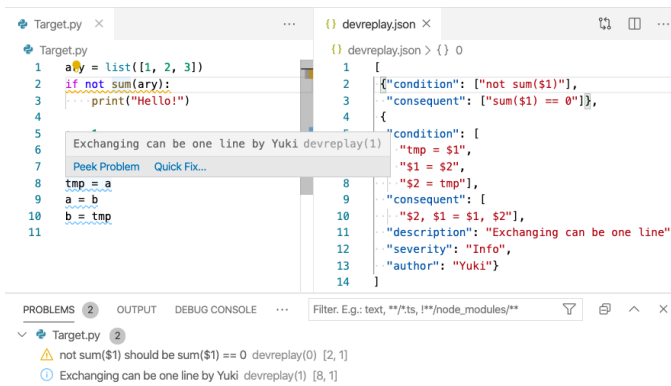 Target.py × ···
Target.py
1 ary = list([1, 2, 3])
2 if not sum(ary):
3 ····print("Hello!")
4
5
6
7
8 tmp = a
9 a = b
10 b = tmp
11
Exchanging can be one line by Yuki devreplay(1)
Peek Problem Quick Fix...
{} devreplay.json × ···
{} devreplay.json > {} 0
1 [
2 {"condition": ["not sum($1)"],
3 "consequent": ["sum($1) == 0"]},
4 {
"condition": [
"tmp = $1",
"$1 = $2",
8 "$2 = tmp"],
9 "consequent": [
10 "$2, $1 = $1, $2"],
11 "description": "Exchanging can be one line"
12 "severity": "Info",
13 "author": "Yuki"}
14 ]
PROBLEMS 2 OUTPUT DEBUG CONSOLE ··· Filter. E.g.: text, **/*.ts, !**/node_modules/**
Target.py 2
not sum($1) should be sum($1) == 0 devreplay(0) [2, 1]
Exchanging can be one line by Yuki devreplay(1) [8, 1]